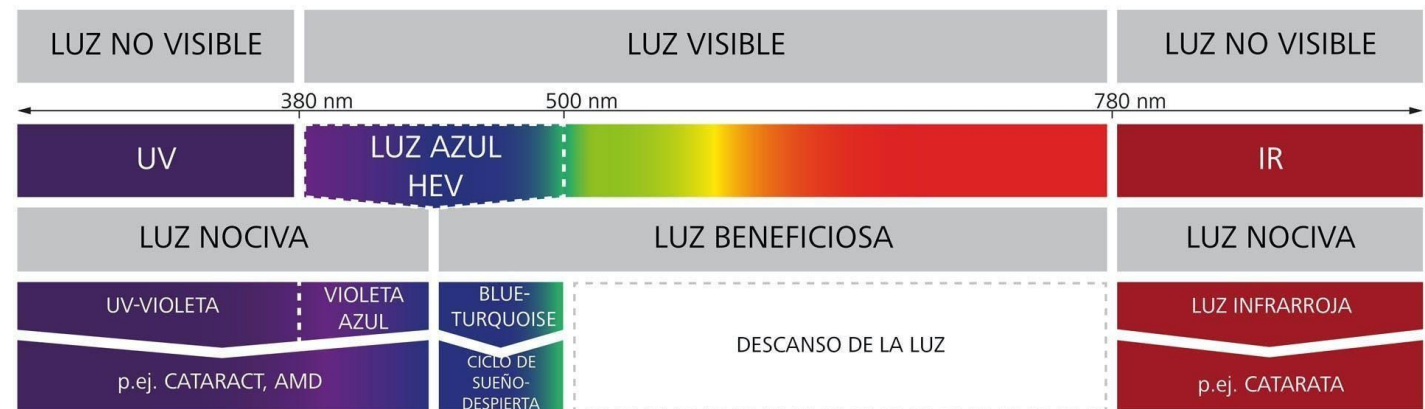 LUZ NO VISIBLE
LUZ VISIBLE
LUZ NO VISIBLE
380 nm
500 nm
780 nm
UV
LUZ AZUL
HEV
IR
LUZ NOCIVA
LUZ BENEFICIOSA
LUZ NOCIVA
UV-VIOLETA
VIOLETA
AZUL
BLUE-
TURQUOISE
DESCANSO DE LA LUZ
LUZ INFRARROJA
p.ej. CATARACT, AMD
CICLO DE
SUEÑO-
DESPIERTA
p.ej. CATARATA